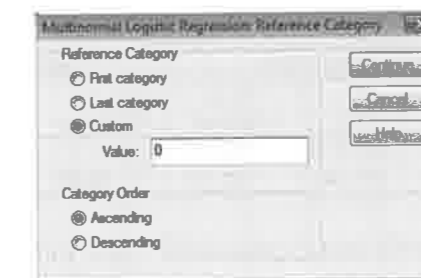 Multinomial Logistic Regression: Reference Category
Reference Category
First category
Last category
Custom
Value: 0
Continue
Cancel
Help
Category Order
Ascending
Descending